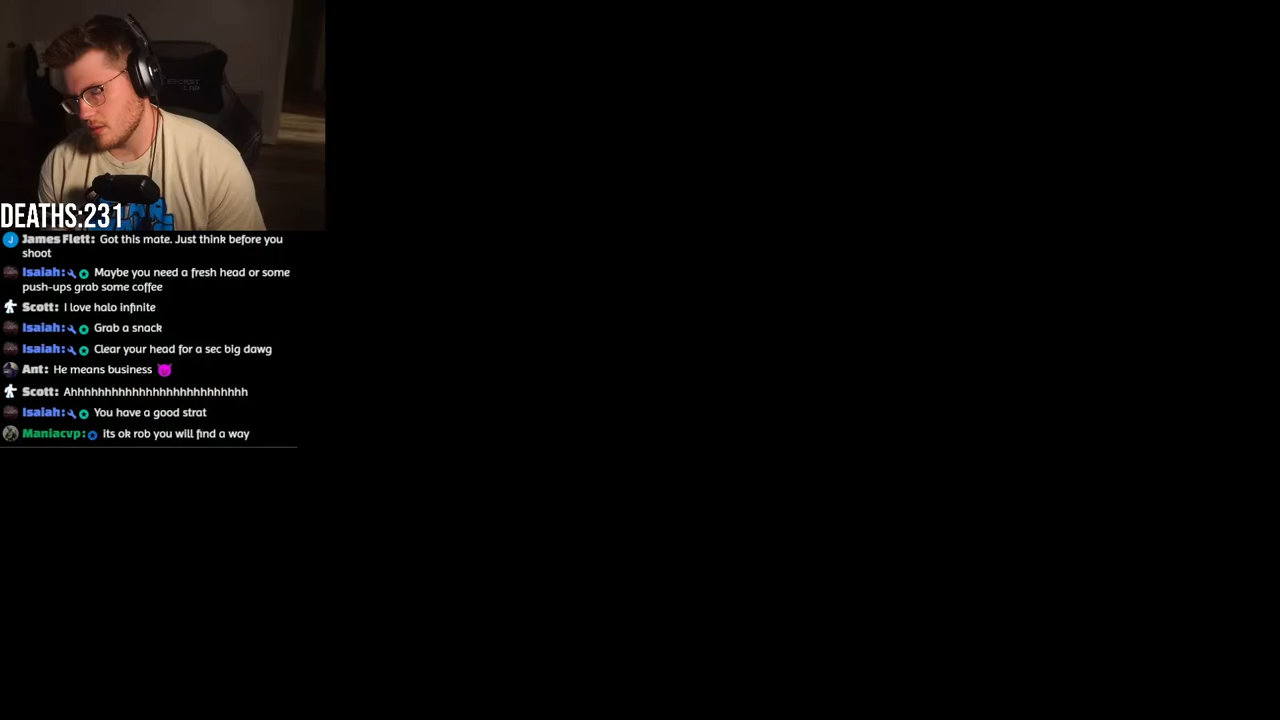 DEATHS:231
James Flett: Got this mate. Just think before you
shoot
Isaiah: Maybe you need a fresh head or some
push-ups grab some coffee
Scott: I love halo infinite
Isaiah: Grab a snack
Isaiah: Clear your head for a sec big dawg
Ant: He means business 😈
Scott: Ahhhhhhhhhhhhhhhhhhhhhhhhhh
Isaiah: You have a good strat
Maniacvp: its ok rob you will find a way